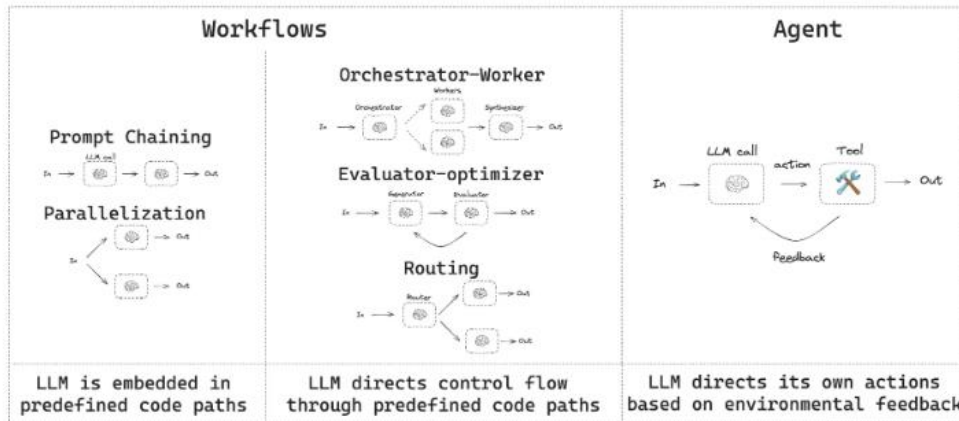 Workflows
Agent
Prompt Chaining
LLM call
In
Out
Parallelization
In
Out
Out
Orchestrator-Worker
Workers
Orchestrator
Synthesizer
In
Out
Evaluator-optimizer
Generator
Evaluator
In
Out
Routing
Router
In
Out
Out
LLM call
action
Tool
In
Out
feedback
LLM is embedded in
predefined code paths
LLM directs control flow
through predefined code paths
LLM directs its own actions
based on environmental feedback